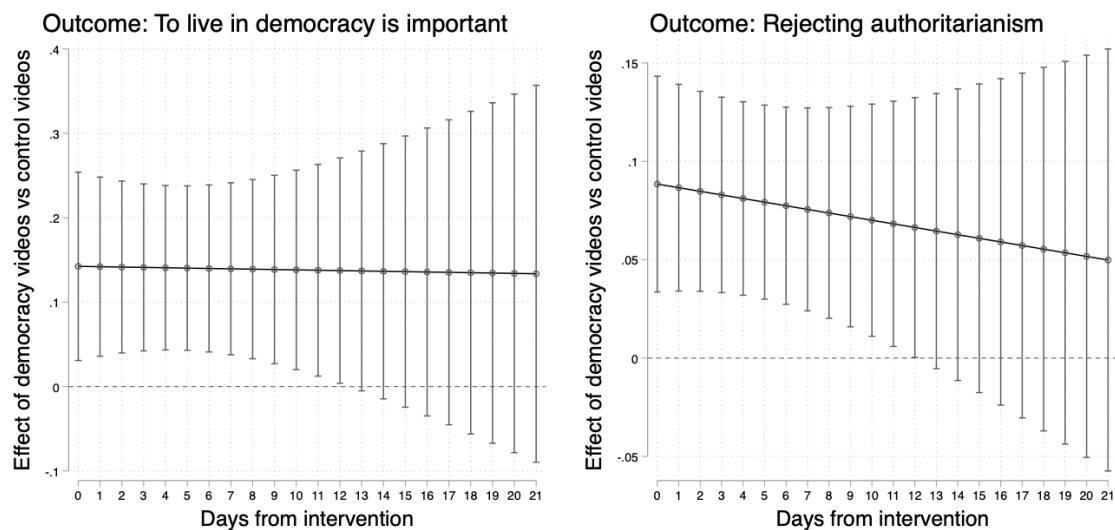 Outcome: To live in democracy is important
Effect of democracy videos vs control videos
.4
.3
.2
.1
0
-.1
0 1 2 3 4 5 6 7 8 9 10 11 12 13 14 15 16 17 18 19 20 21
Days from intervention
Outcome: Rejecting authoritarianism
Effect of democracy videos vs control videos
.15
.1
.05
0
-.05
0 1 2 3 4 5 6 7 8 9 10 11 12 13 14 15 16 17 18 19 20 21
Days from intervention